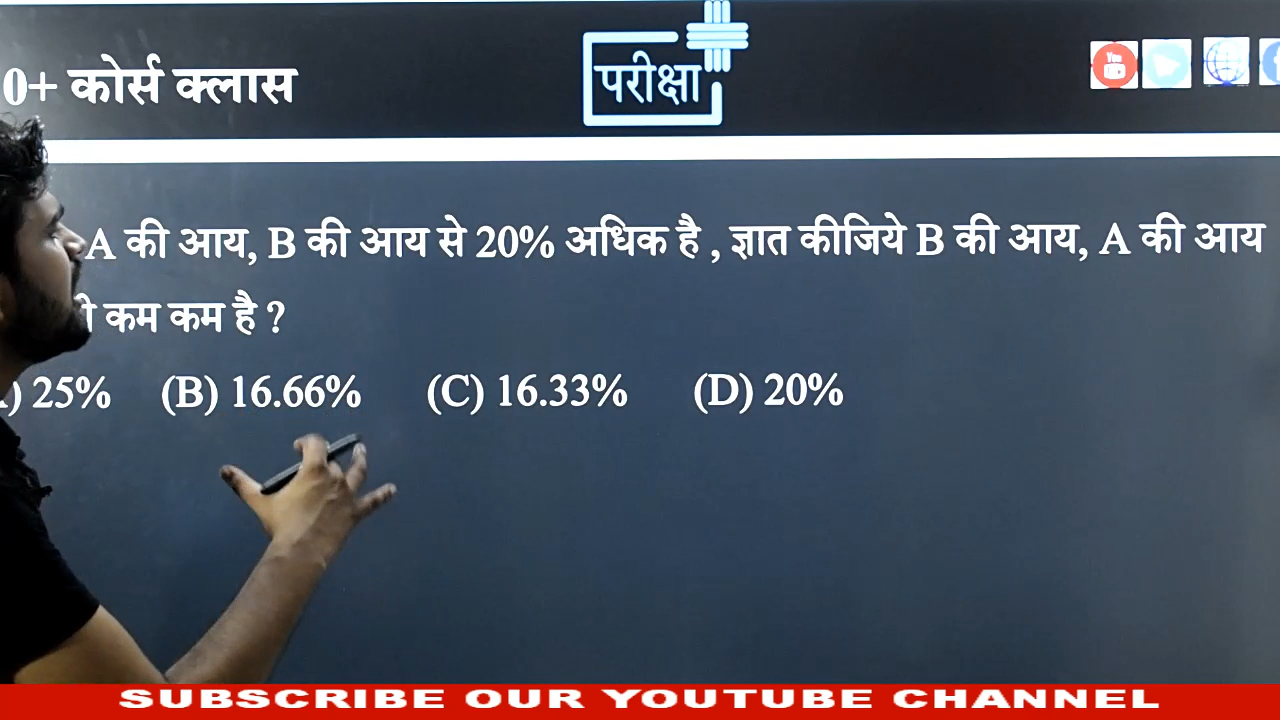 0+ कोर्स क्लास
परीक्षा
You
A की आय, B की आय से 20% अधिक है , ज्ञात कीजिये B की आय, A की आय
कम कम है ?
25% (B) 16.66% (C) 16.33% (D) 20%
SUBSCRIBE OUR YOUTUBE CHANNEL